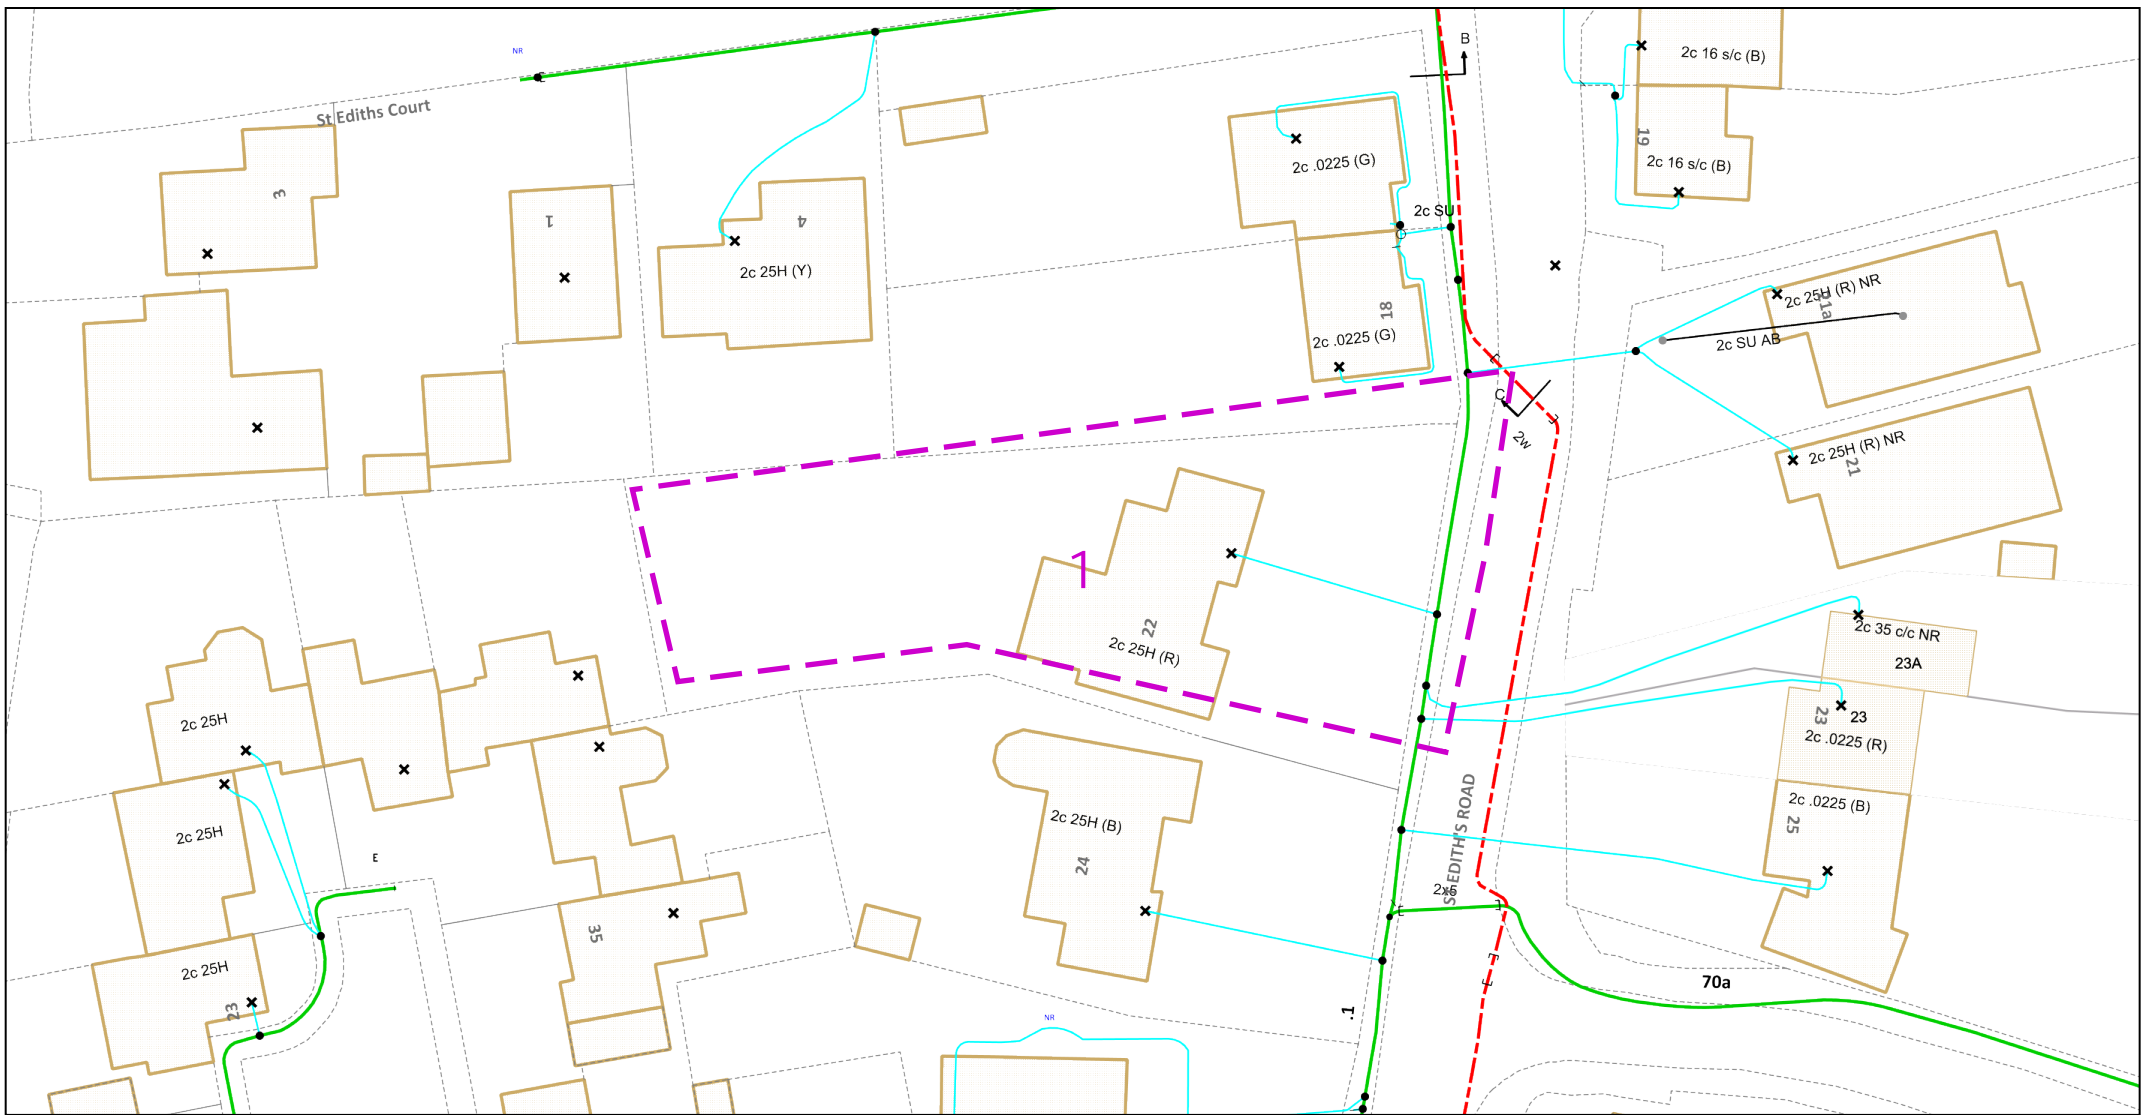 NR
St Ediths Court
B
2c 16 s/c (B)
19
2c 16 s/c (B)
3
1
4
2c 25H (Y)
2c .0225 (G)
2c SU
18
2c .0225 (G)
2c 25H (R) NR
21a
2c SU AB
C
2w
2c 25H (R) NR
21
1
22
2c 25H (R)
2c 35 c/c NR
23A
23
23
2c .0225 (R)
2c .0225 (B)
25
2c 25H
2c 25H
E
2c 25H
23
35
2c 25H (B)
24
ST EDITH'S ROAD
2x5
E
E
70a
.1
NR